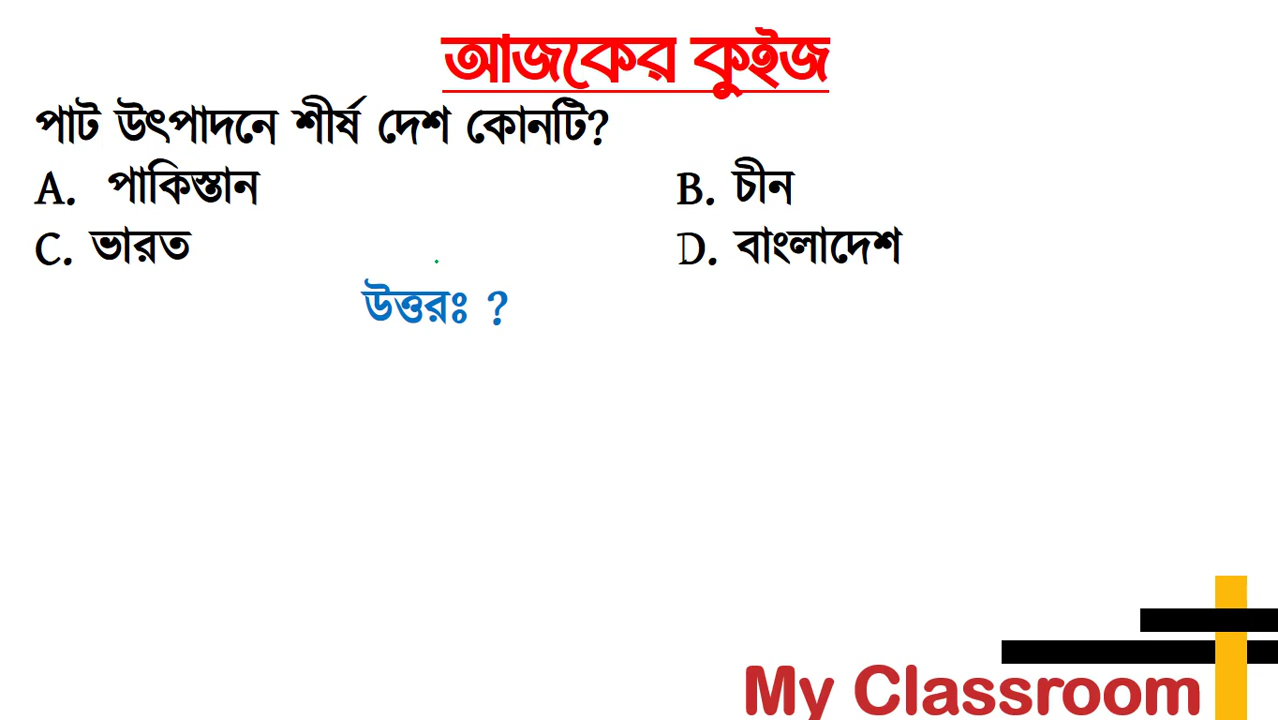 আজকের কুইজ
পাট উৎপাদনে শীর্ষ দেশ কোনটি?
A. পাকিস্তান B. চীন
C. ভারত D. বাংলাদেশ
উত্তরঃ ?
My Classroom